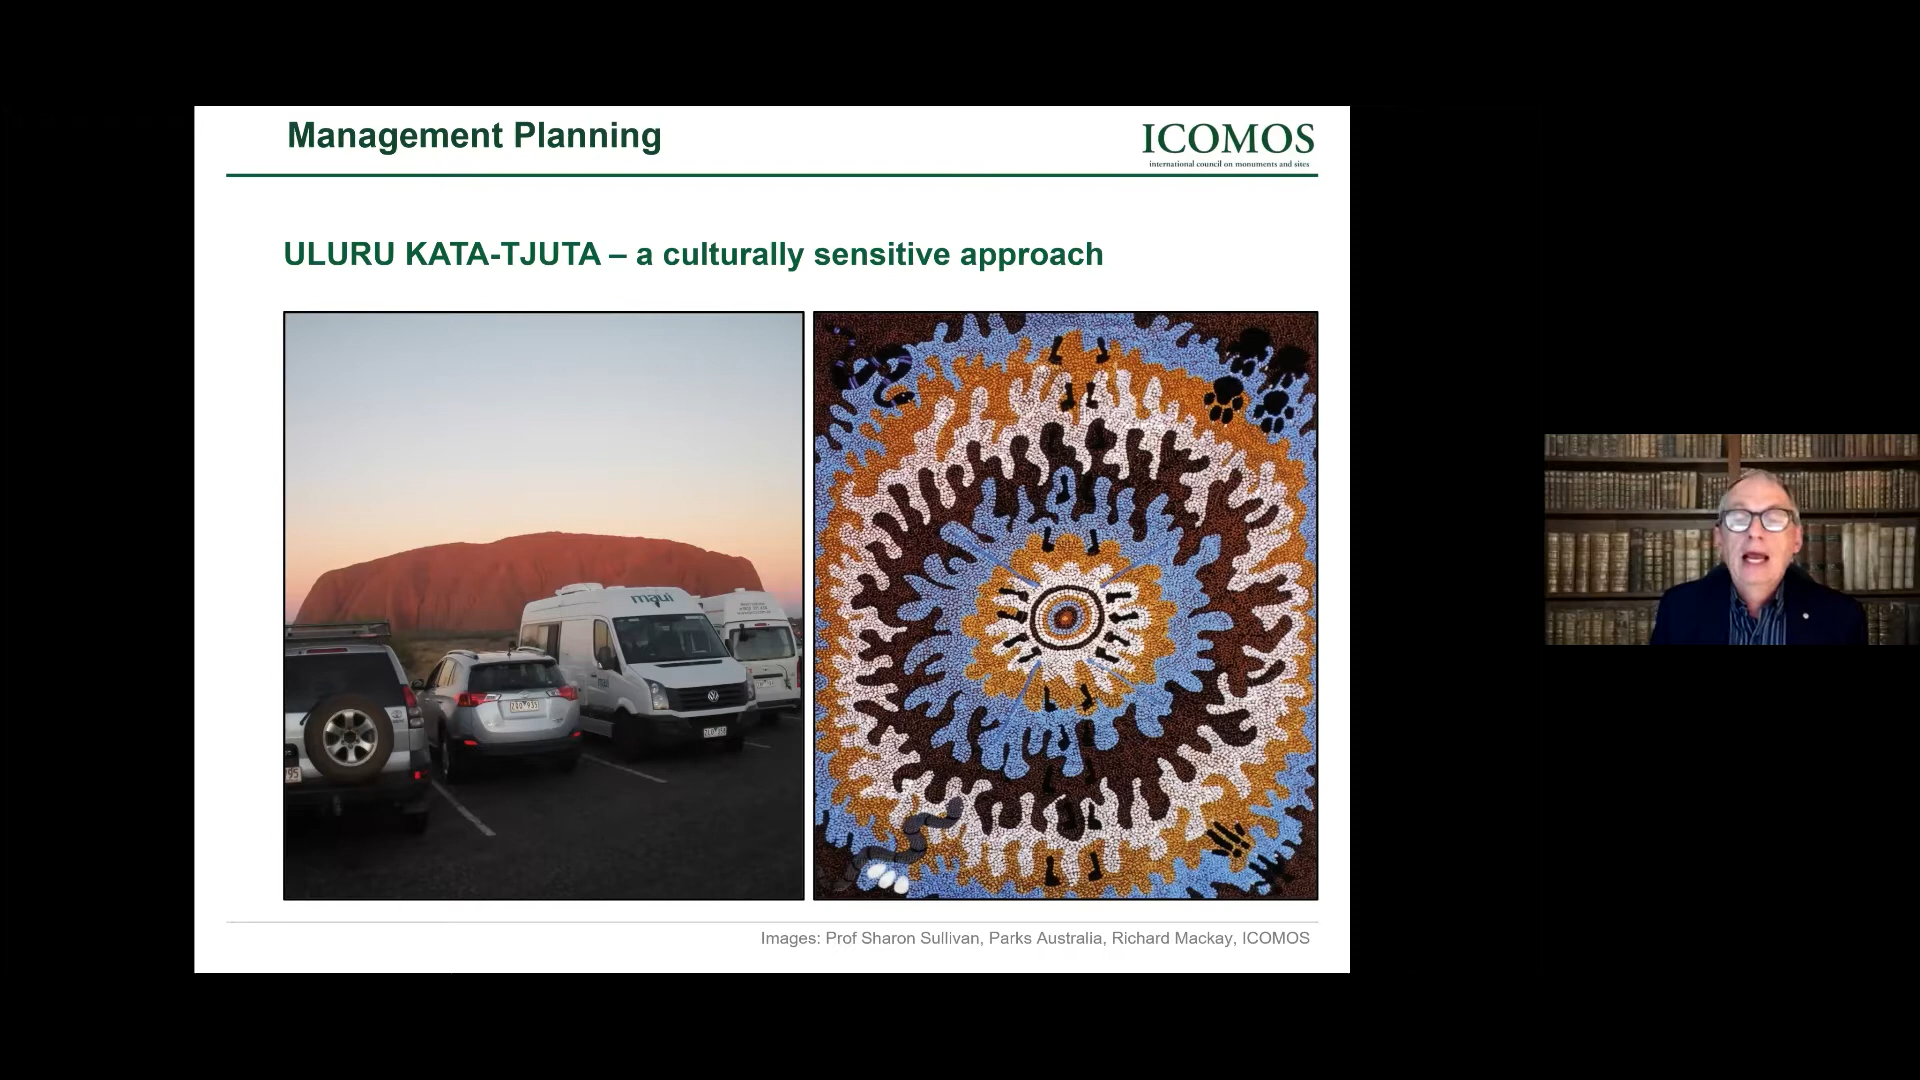 Management Planning
ICOMOS
international council on monuments and sites
ULURU KATA-TJUTA – a culturally sensitive approach
maui
Images: Prof Sharon Sullivan, Parks Australia, Richard Mackay, ICOMOS